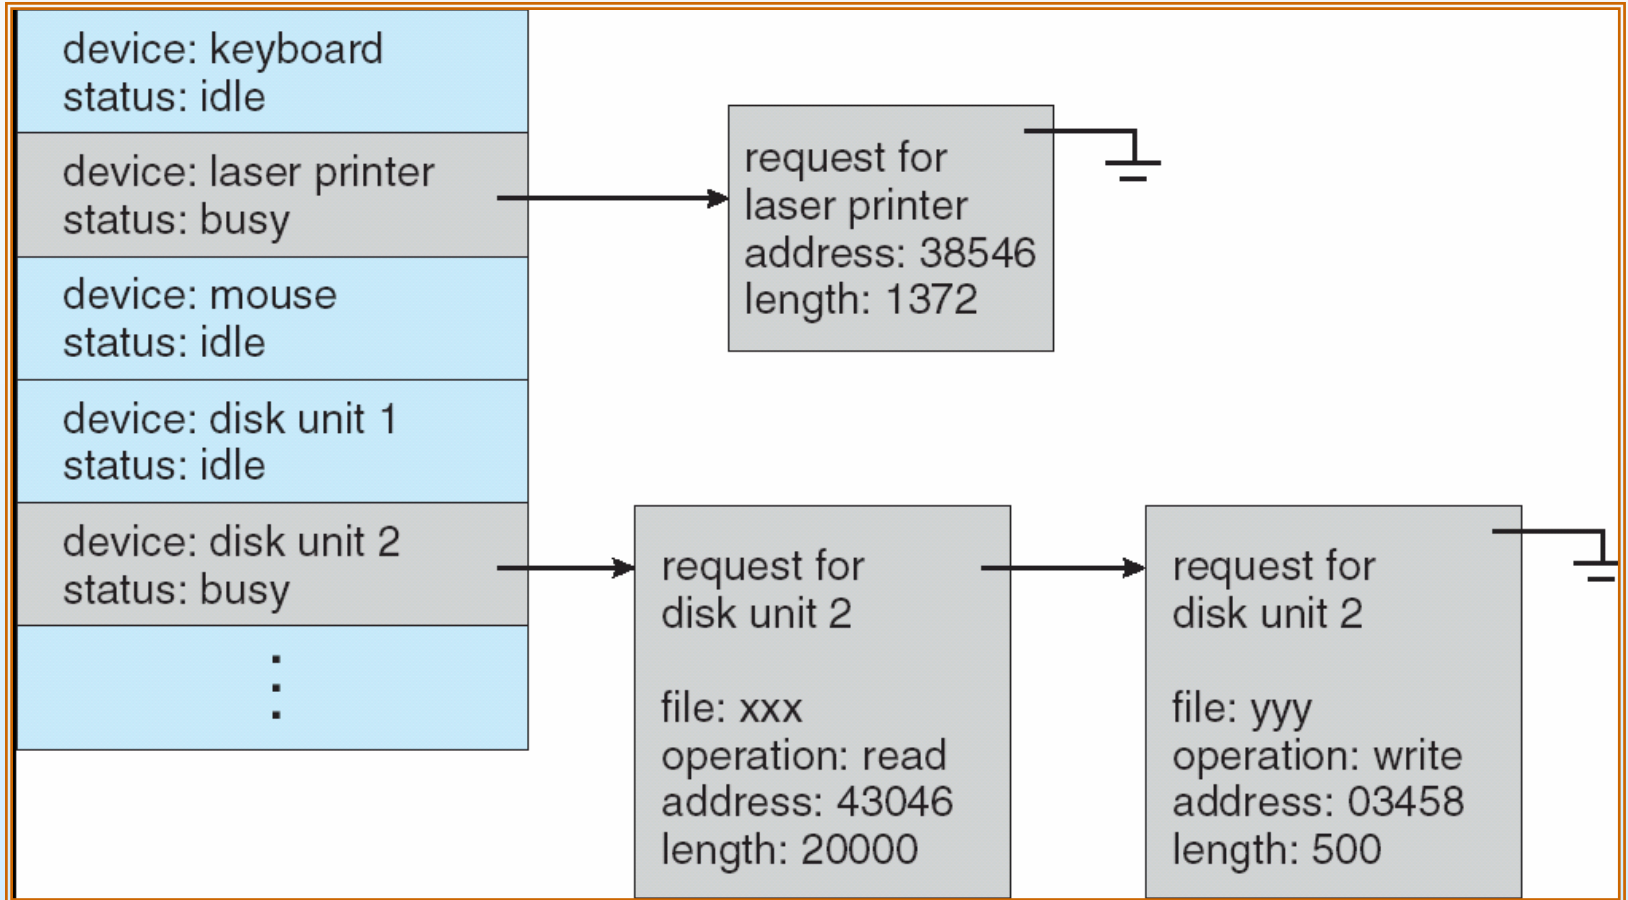 device: keyboard
status: idle
device: laser printer
status: busy
device: mouse
status: idle
device: disk unit 1
status: idle
device: disk unit 2
status: busy
request for
laser printer
address: 38546
length: 1372
request for
disk unit 2
file: xxx
operation: read
address: 43046
length: 20000
request for
disk unit 2
file: yyy
operation: write
address: 03458
length: 500